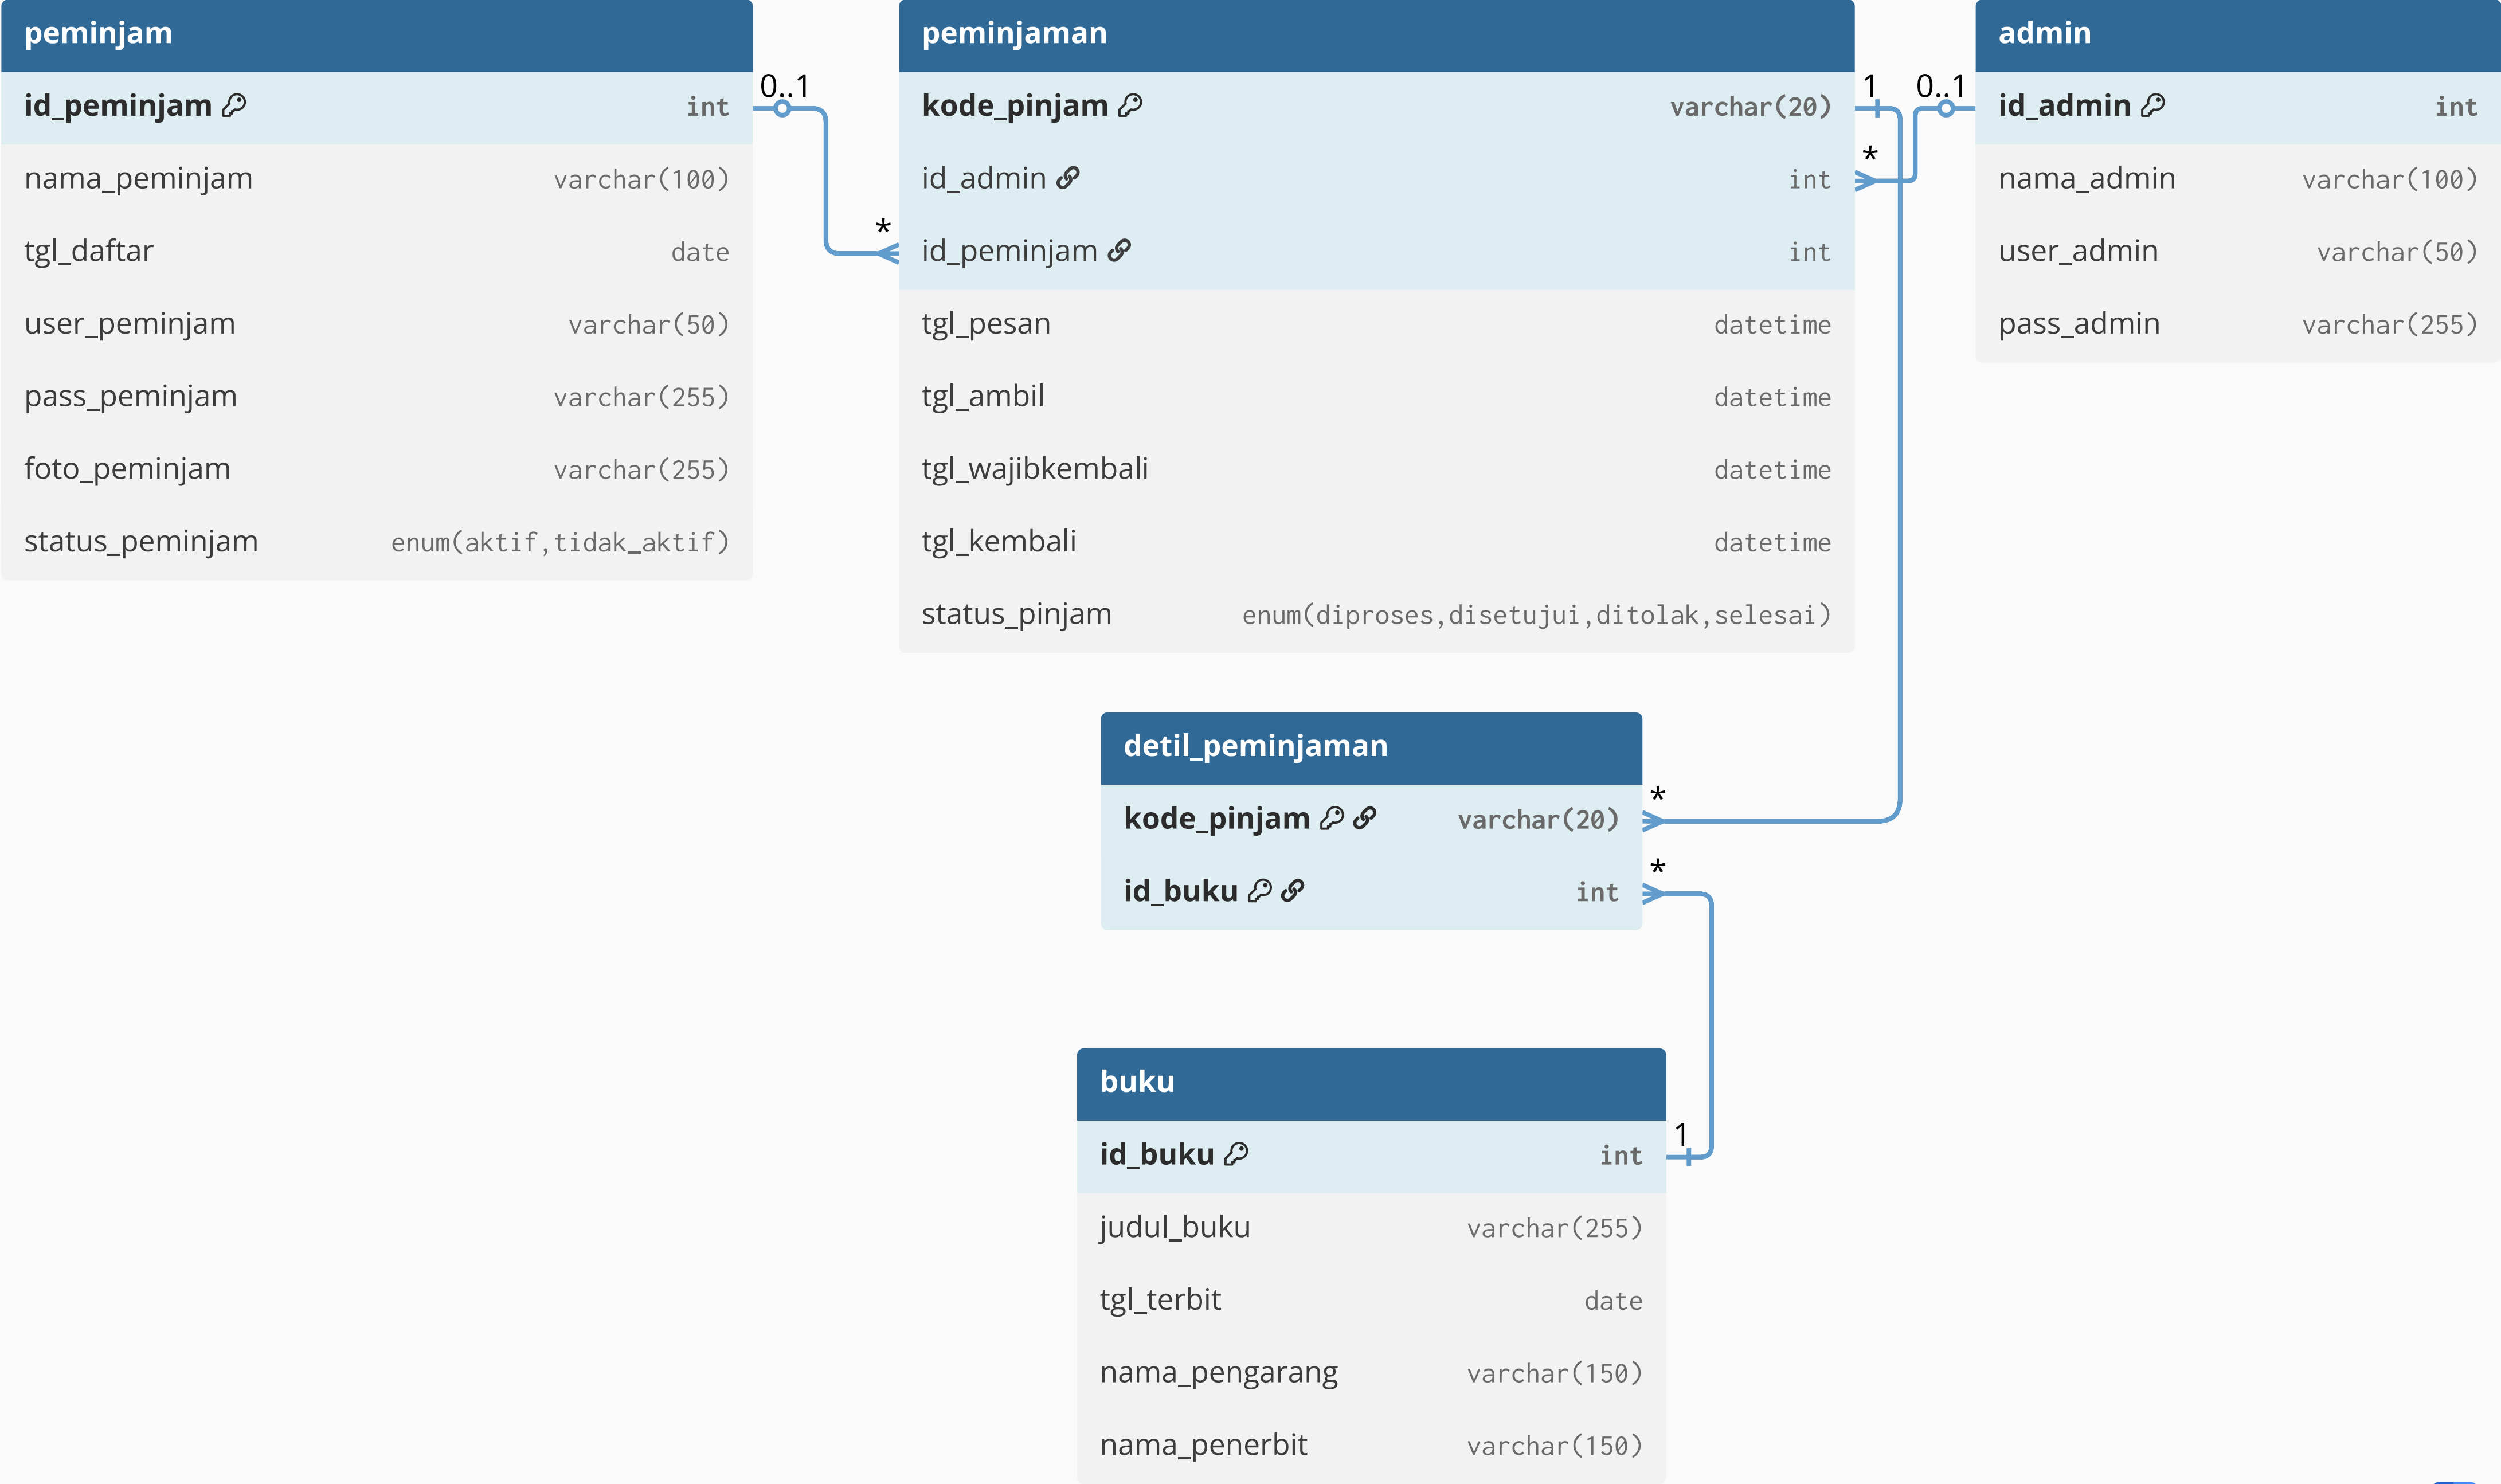 peminjam
0..1
id_peminjam int
nama_peminjam varchar(100)
tgl_daftar date
user_peminjam varchar(50)
pass_peminjam varchar(255)
foto_peminjam varchar(255)
status_peminjam enum(aktif,tidak_aktif)
*
peminjaman
1
kode_pinjam varchar(20)
*
id_admin int
id_peminjam int
tgl_pesan datetime
tgl_ambil datetime
tgl_wajibkembali datetime
tgl_kembali datetime
status_pinjam enum(diproses,disetujui,ditolak,selesai)
admin
0..1
id_admin int
nama_admin varchar(100)
user_admin varchar(50)
pass_admin varchar(255)
detil_peminjaman
*
kode_pinjam varchar(20)
*
id_buku int
buku
1
id_buku int
judul_buku varchar(255)
tgl_terbit date
nama_pengarang varchar(150)
nama_penerbit varchar(150)